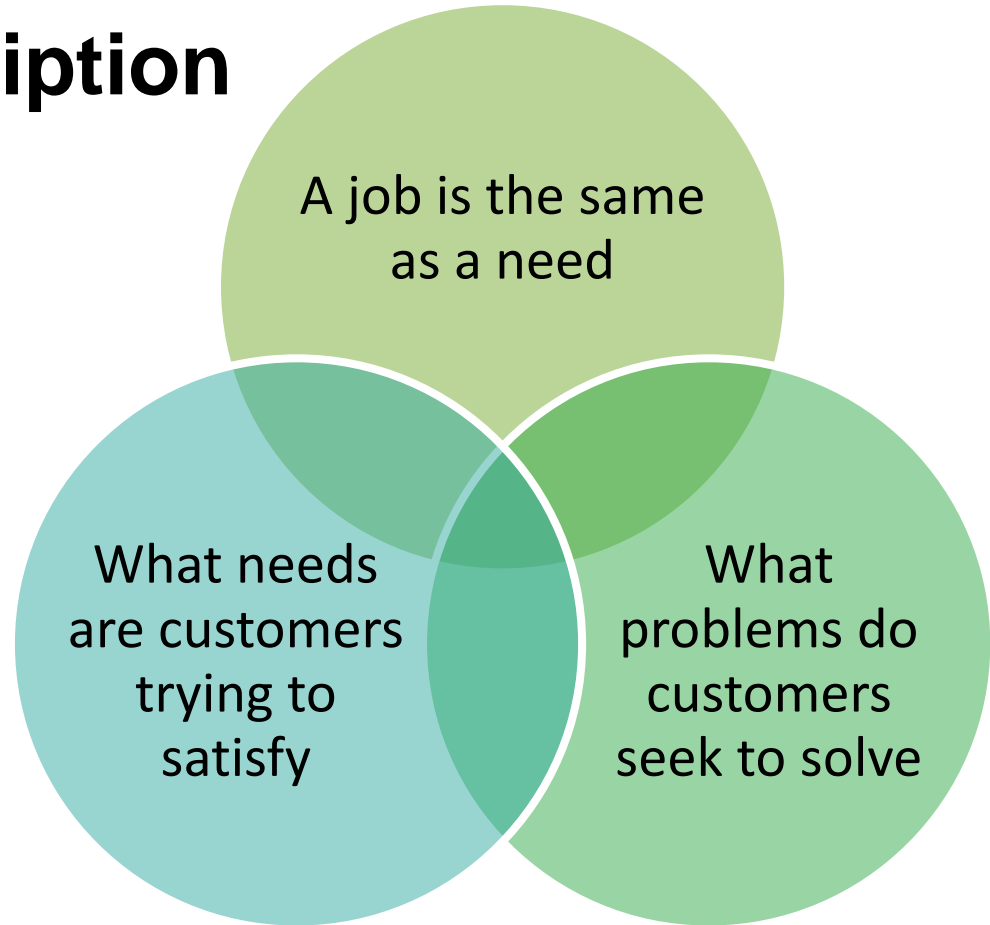 iption
A job is the same
as a need
What needs
are customers
trying to
satisfy
What
problems do
customers
seek to solve